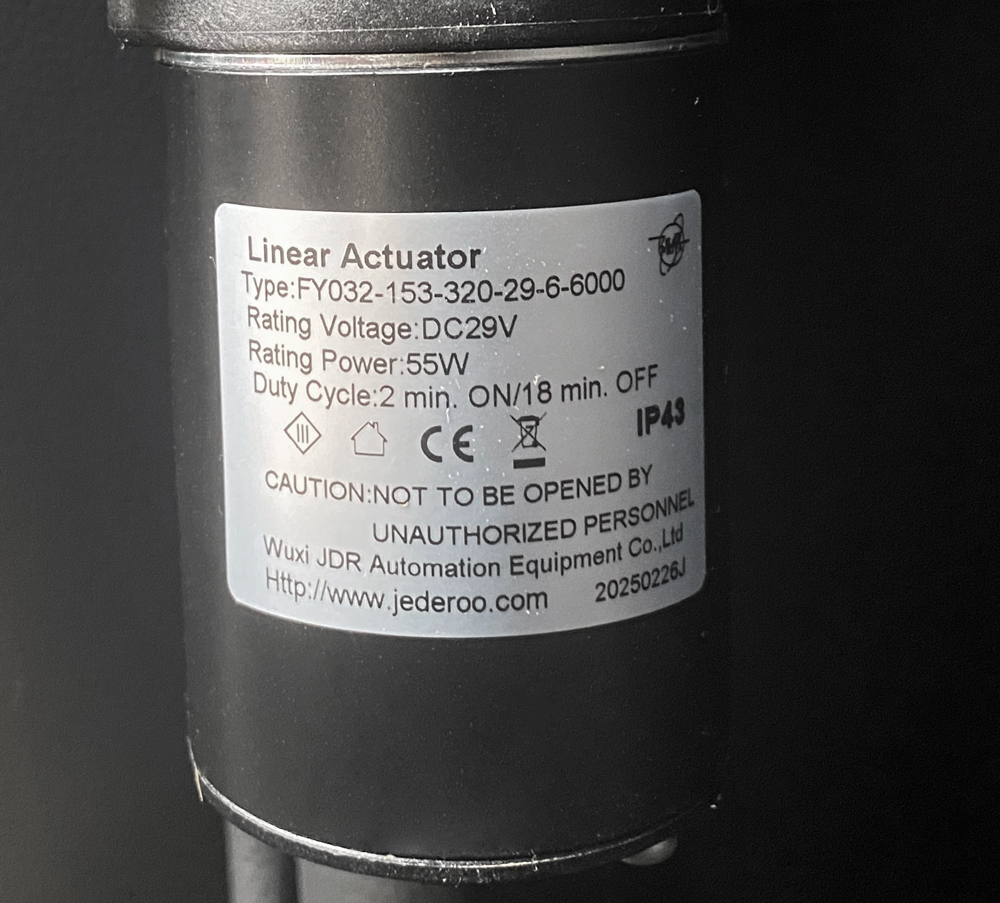 Linear Actuator
Type:FY032-153-320-29-6-6000
Rating Voltage:DC29V
Rating Power:55W
Duty Cycle:2 min. ON/18 min. OFF
CE
IP43
CAUTION:NOT TO BE OPENED BY
UNAUTHORIZED PERSONNEL
Wuxi JDR Automation Equipment Co.,Ltd
Http://www.jederoo.com 20250226J